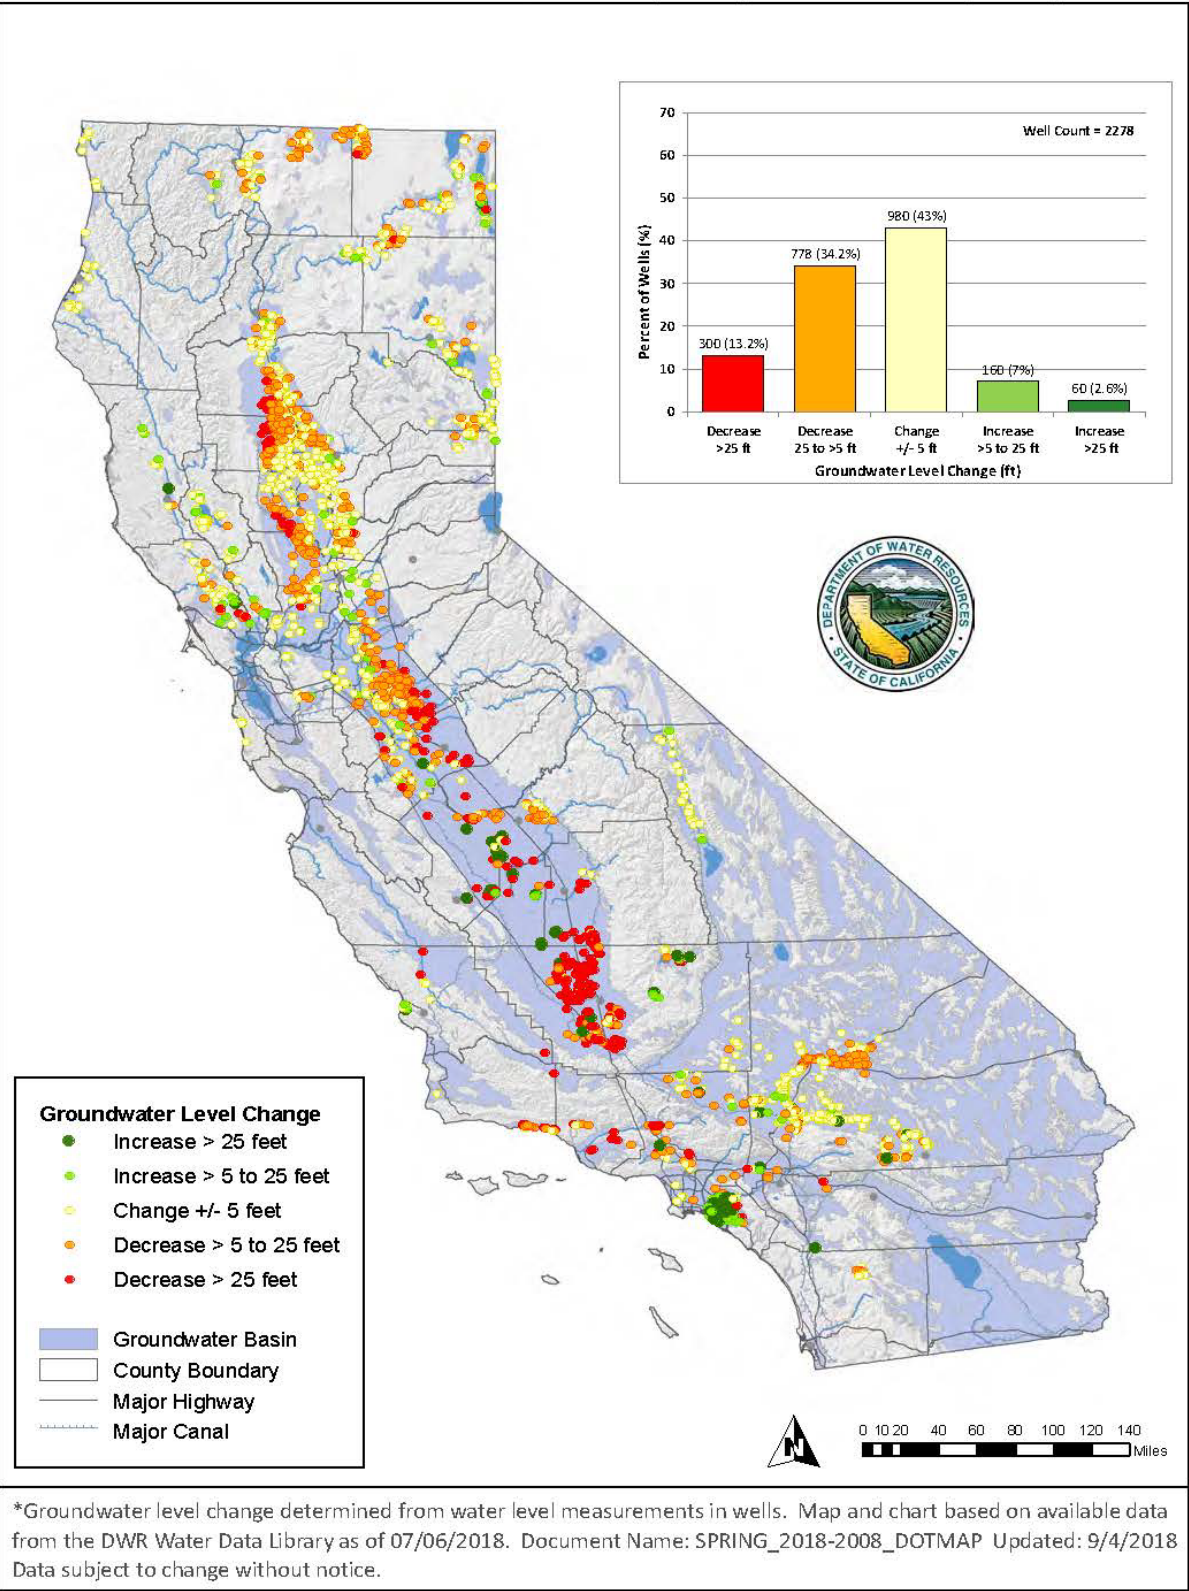 Well Count = 2278
70
60
50
40
30
20
10
0
Percent of Wells (%)
300 (13.2%)
778 (34.2%)
980 (43%)
160 (7%)
60 (2.6%)
Decrease
>25 ft
Decrease
25 to >5 ft
Change
+/- 5 ft
Increase
>5 to 25 ft
Increase
>25 ft
Groundwater Level Change (ft)
DEPARTMENT OF WATER RESOURCES
STATE OF CALIFORNIA
Groundwater Level Change
Increase > 25 feet
Increase > 5 to 25 feet
Change +/- 5 feet
Decrease > 5 to 25 feet
Decrease > 25 feet
Groundwater Basin
County Boundary
Major Highway
Major Canal
N
0 10 20 40 60 80 100 120 140
Miles
*Groundwater level change determined from water level measurements in wells. Map and chart based on available data
from the DWR Water Data Library as of 07/06/2018. Document Name: SPRING_2018-2008_DOTMAP Updated: 9/4/2018
Data subject to change without notice.